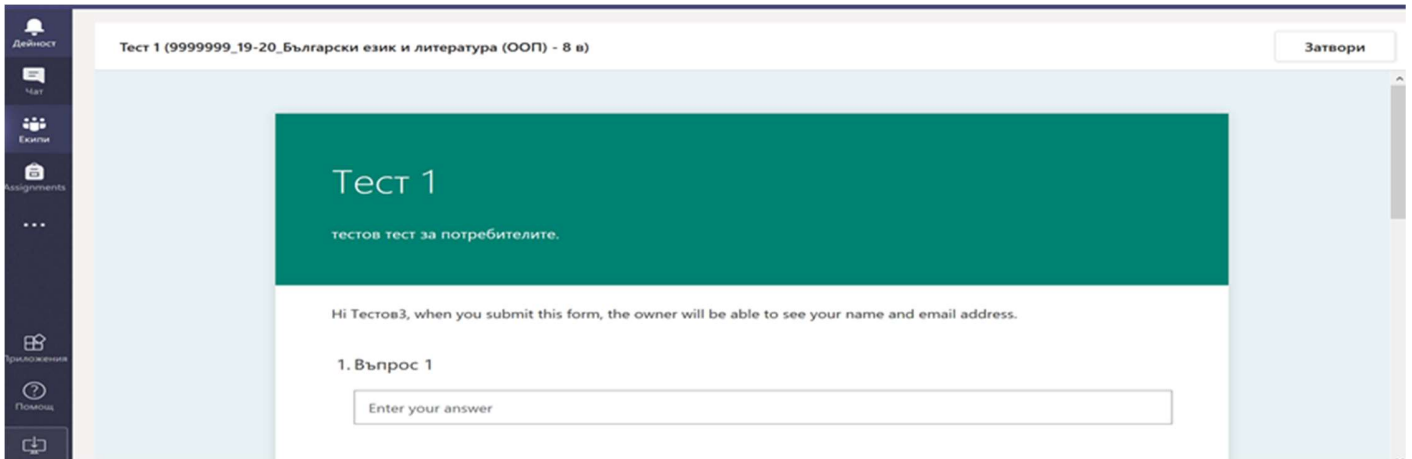 Дейност
Чат
Екипи
Assignments
Приложения
Помощ
Тест 1 (9999999_19-20_Български език и литература (ООП) - 8 в)
Затвори
Тест 1
тестов тест за потребителите.
Hi Тестов3, when you submit this form, the owner will be able to see your name and email address.
1. Въпрос 1
Enter your answer